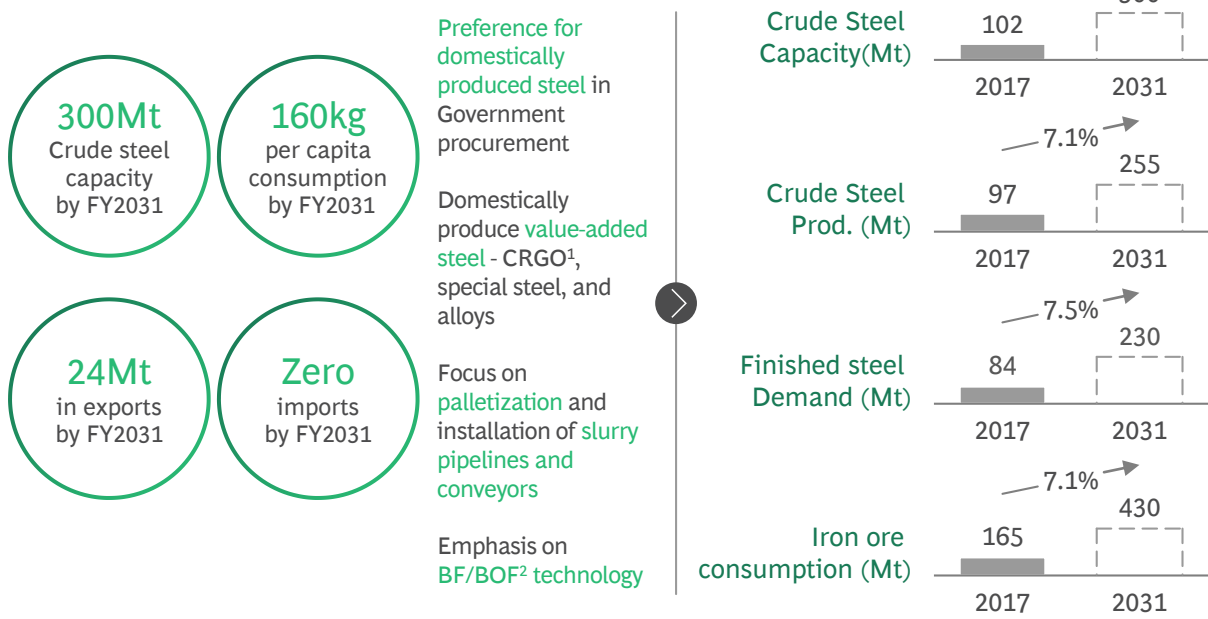 300Mt
Crude steel
capacity
by FY2031
160kg
per capita
consumption
by FY2031
24Mt
in exports
by FY2031
Zero
imports
by FY2031
Preference for
domestically
produced steel in
Government
procurement
Domestically
produce value-added
steel - CRGO¹,
special steel, and
alloys
Focus on
palletization and
installation of slurry
pipelines and
conveyors
Emphasis on
BF/BOF² technology
Crude Steel
Capacity(Mt)
102
2017
2031
7.1%
Crude Steel
Prod. (Mt)
97
255
2017
2031
7.5%
Finished steel
Demand (Mt)
84
230
2017
2031
7.1%
Iron ore
consumption (Mt)
165
430
2017
2031